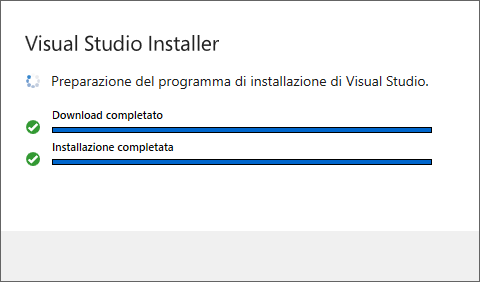 Visual Studio Installer
Preparazione del programma di installazione di Visual Studio.
Download completato
Installazione completata